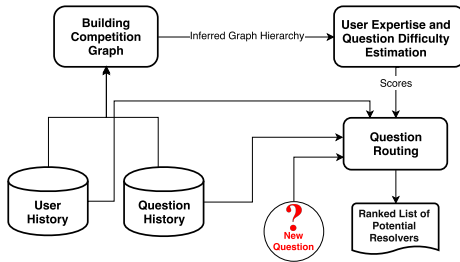 Building
Competition
Graph
Inferred Graph Hierarchy
User Expertise and
Question Difficulty
Estimation
Scores
Question
Routing
User
History
Question
History
?
New
Question
Ranked List of
Potential
Resolvers